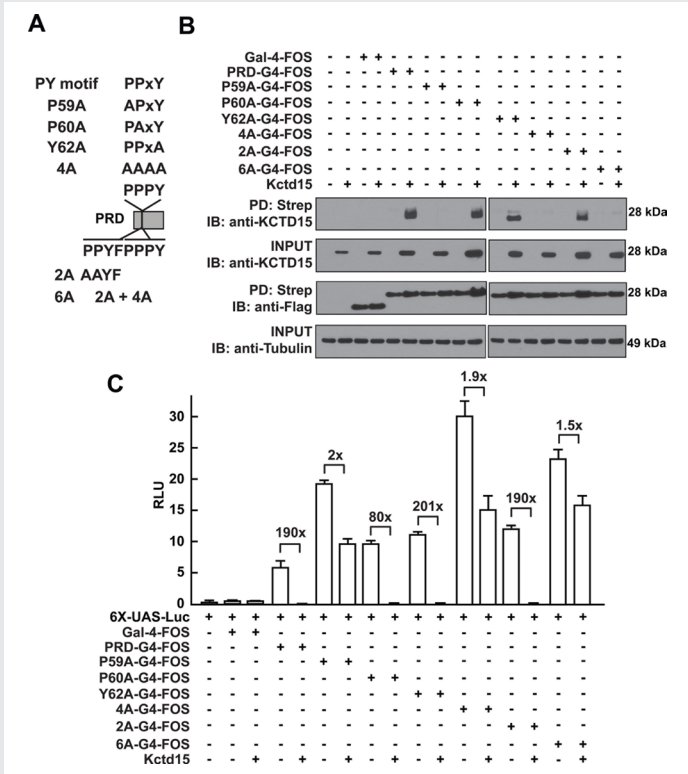 A
PY motif PPxY
P59A APxY
P60A PAxY
Y62A PPxA
4A AAAA
PPPY
PRD
PPYFPPPY
2A AAYF
6A 2A + 4A
B
Gal-4-FOS - - + + - - - - - - - - - - - - - -
PRD-G4-FOS - - - - + + - - - - - - - - - - - -
P59A-G4-FOS - - - - - - + + - - - - - - - - - -
P60A-G4-FOS - - - - - - - - + + - - - - - - - -
Y62A-G4-FOS - - - - - - - - - - + + - - - - - -
4A-G4-FOS - - - - - - - - - - - - + + - - - -
2A-G4-FOS - - - - - - - - - - - - - - + + - -
6A-G4-FOS - - - - - - - - - - - - - - - - + +
Kctd15 - + - + - + - + - + - + - + - + - +
PD: Strep
IB: anti-KCTD15
28 kDa
INPUT
IB: anti-KCTD15
PD: Strep
IB: anti-Flag
28 kDa
INPUT
IB: anti-Tubulin
49 kDa
C
RLU
30
25
20
15
10
5
0
190x
2x
80x
201x
1.9x
190x
1.5x
6X-UAS-Luc + + + + + + + + + + + + + + + + +
Gal-4-FOS - + + - - - - - - - - - - - - - -
PRD-G4-FOS - - - + + - - - - - - - - - - - -
P59A-G4-FOS - - - - - + + - - - - - - - - - -
P60A-G4-FOS - - - - - - - + + - - - - - - - -
Y62A-G4-FOS - - - - - - - - - + + - - - - - -
4A-G4-FOS - - - - - - - - - - - + + - - - -
2A-G4-FOS - - - - - - - - - - - - - + + - -
6A-G4-FOS - - - - - - - - - - - - - - - + +
Kctd15 - - + - + - + - + - + - + - + - +